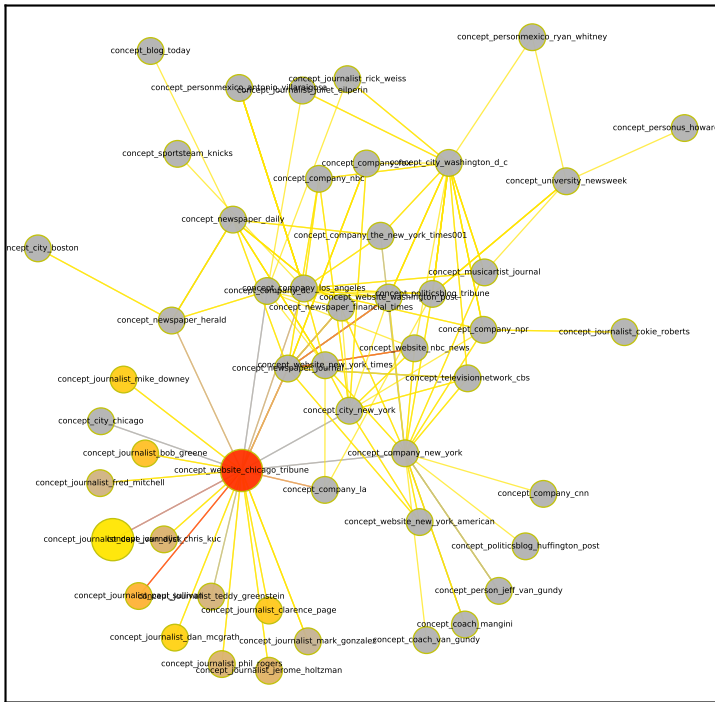 concept_personmexico_ryan_whitney
concept_blog_today
concept_journalist_rick_weiss
concept_personmexico_antonio_villaraigosa
concept_journalist_juliet_eilperin
concept_personus_howard
concept_sportsteam_knicks
concept_city_washington_d_c
concept_company_nbc
concept_university_newsweek
concept_newspaper_daily
concept_company_the_new_york_times001
concept_city_boston
concept_musicartist_journal
concept_company_los_angeles
concept_politicsblog_tribune
concept_website_washington_post
concept_newspaper_financial_times
concept_newspaper_herald
concept_company_npr
concept_journalist_cokie_roberts
concept_website_nbc_news
concept_website_new_york_times
concept_newspaper_journal
concept_journalist_mike_downey
concept_televisionnetwork_cbs
concept_city_new_york
concept_city_chicago
concept_journalist_bob_greene
concept_company_new_york
concept_website_chicago_tribune
concept_journalist_fred_mitchell
concept_company_la
concept_company_cnn
concept_website_new_york_american
concept_journalist_chris_kuc
concept_politicsblog_huffington_post
concept_person_jeff_van_gundy
concept_journalist_paul_sullivan
concept_journalist_teddy_greenstein
concept_journalist_clarence_page
concept_coach_mangini
concept_journalist_dan_mcgrath
concept_journalist_mark_gonzales
concept_coach_van_gundy
concept_journalist_phil_rogers
concept_journalist_jerome_holtzman